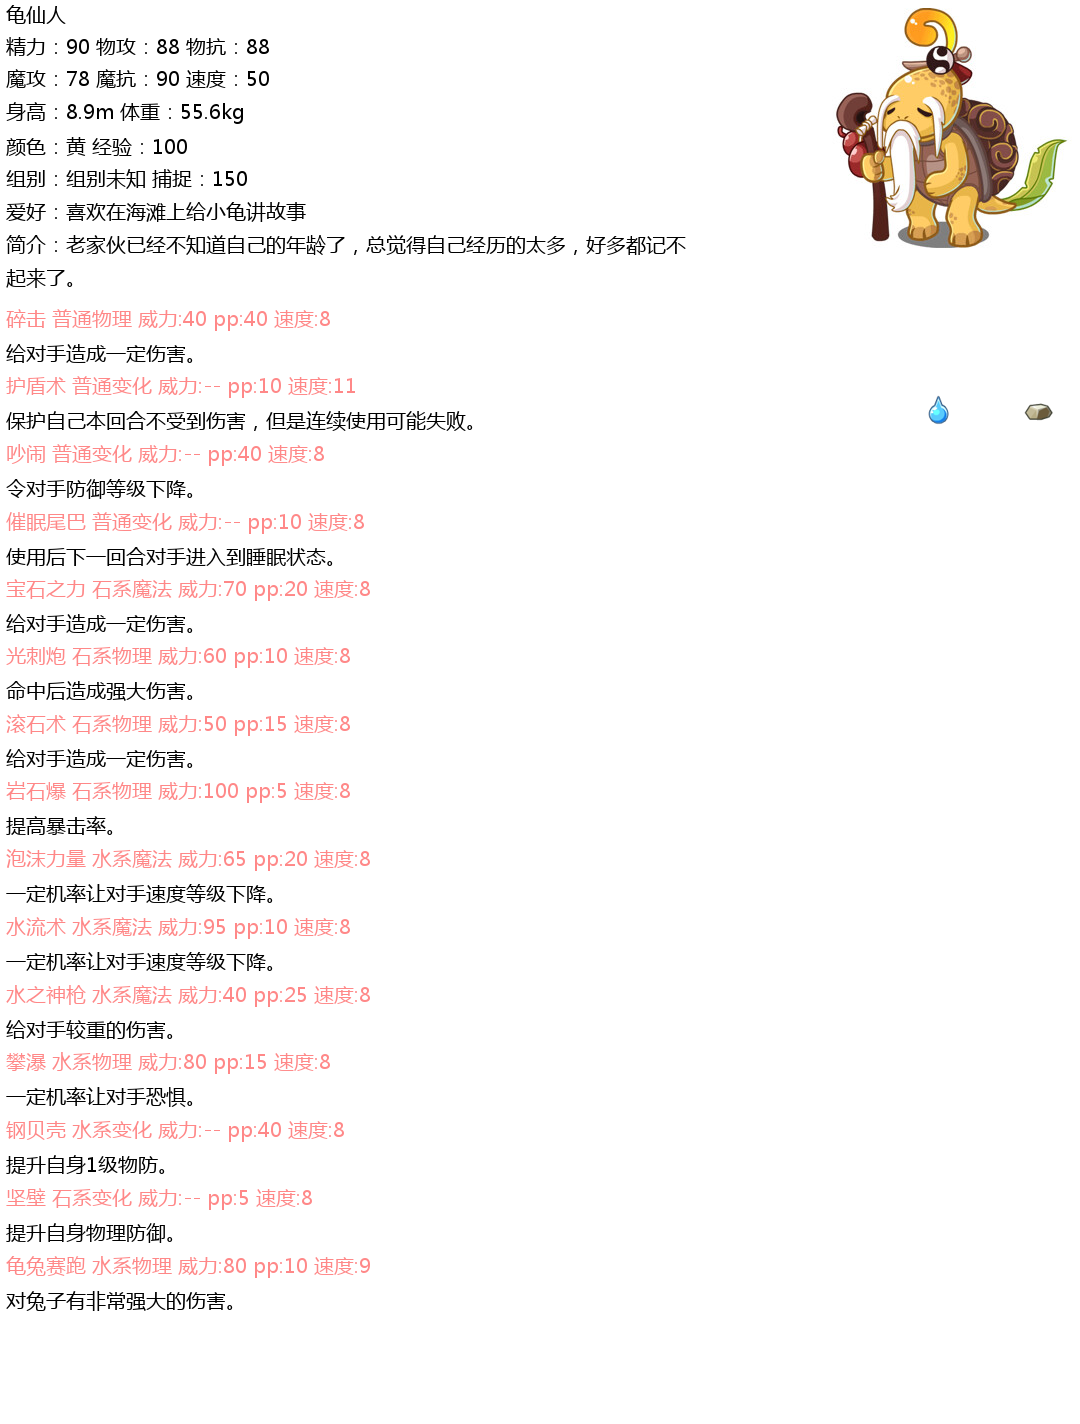 龟仙人
精力：90 物攻：88 物抗：88
魔攻：78 魔抗：90 速度：50
身高：8.9m 体重：55.6kg
颜色：黄 经验：100
组别：组别未知 捕捉：150
爱好：喜欢在海滩上给小龟讲故事
简介：老家伙已经不知道自己的年龄了，总觉得自己经历的太多，好多都记不
起来了。
碎击 普通物理 威力:40 pp:40 速度:8
给对手造成一定伤害。
护盾术 普通变化 威力:-- pp:10 速度:11
保护自己本回合不受到伤害，但是连续使用可能失败。
吵闹 普通变化 威力:-- pp:40 速度:8
令对手防御等级下降。
催眠尾巴 普通变化 威力:-- pp:10 速度:8
使用后下一回合对手进入到睡眠状态。
宝石之力 石系魔法 威力:70 pp:20 速度:8
给对手造成一定伤害。
光刺炮 石系物理 威力:60 pp:10 速度:8
命中后造成强大伤害。
滚石术 石系物理 威力:50 pp:15 速度:8
给对手造成一定伤害。
岩石爆 石系物理 威力:100 pp:5 速度:8
提高暴击率。
泡沫力量 水系魔法 威力:65 pp:20 速度:8
一定机率让对手速度等级下降。
水流术 水系魔法 威力:95 pp:10 速度:8
一定机率让对手速度等级下降。
水之神枪 水系魔法 威力:40 pp:25 速度:8
给对手较重的伤害。
攀瀑 水系物理 威力:80 pp:15 速度:8
一定机率让对手恐惧。
钢贝壳 水系变化 威力:-- pp:40 速度:8
提升自身1级物防。
坚壁 石系变化 威力:-- pp:5 速度:8
提升自身物理防御。
龟兔赛跑 水系物理 威力:80 pp:10 速度:9
对兔子有非常强大的伤害。